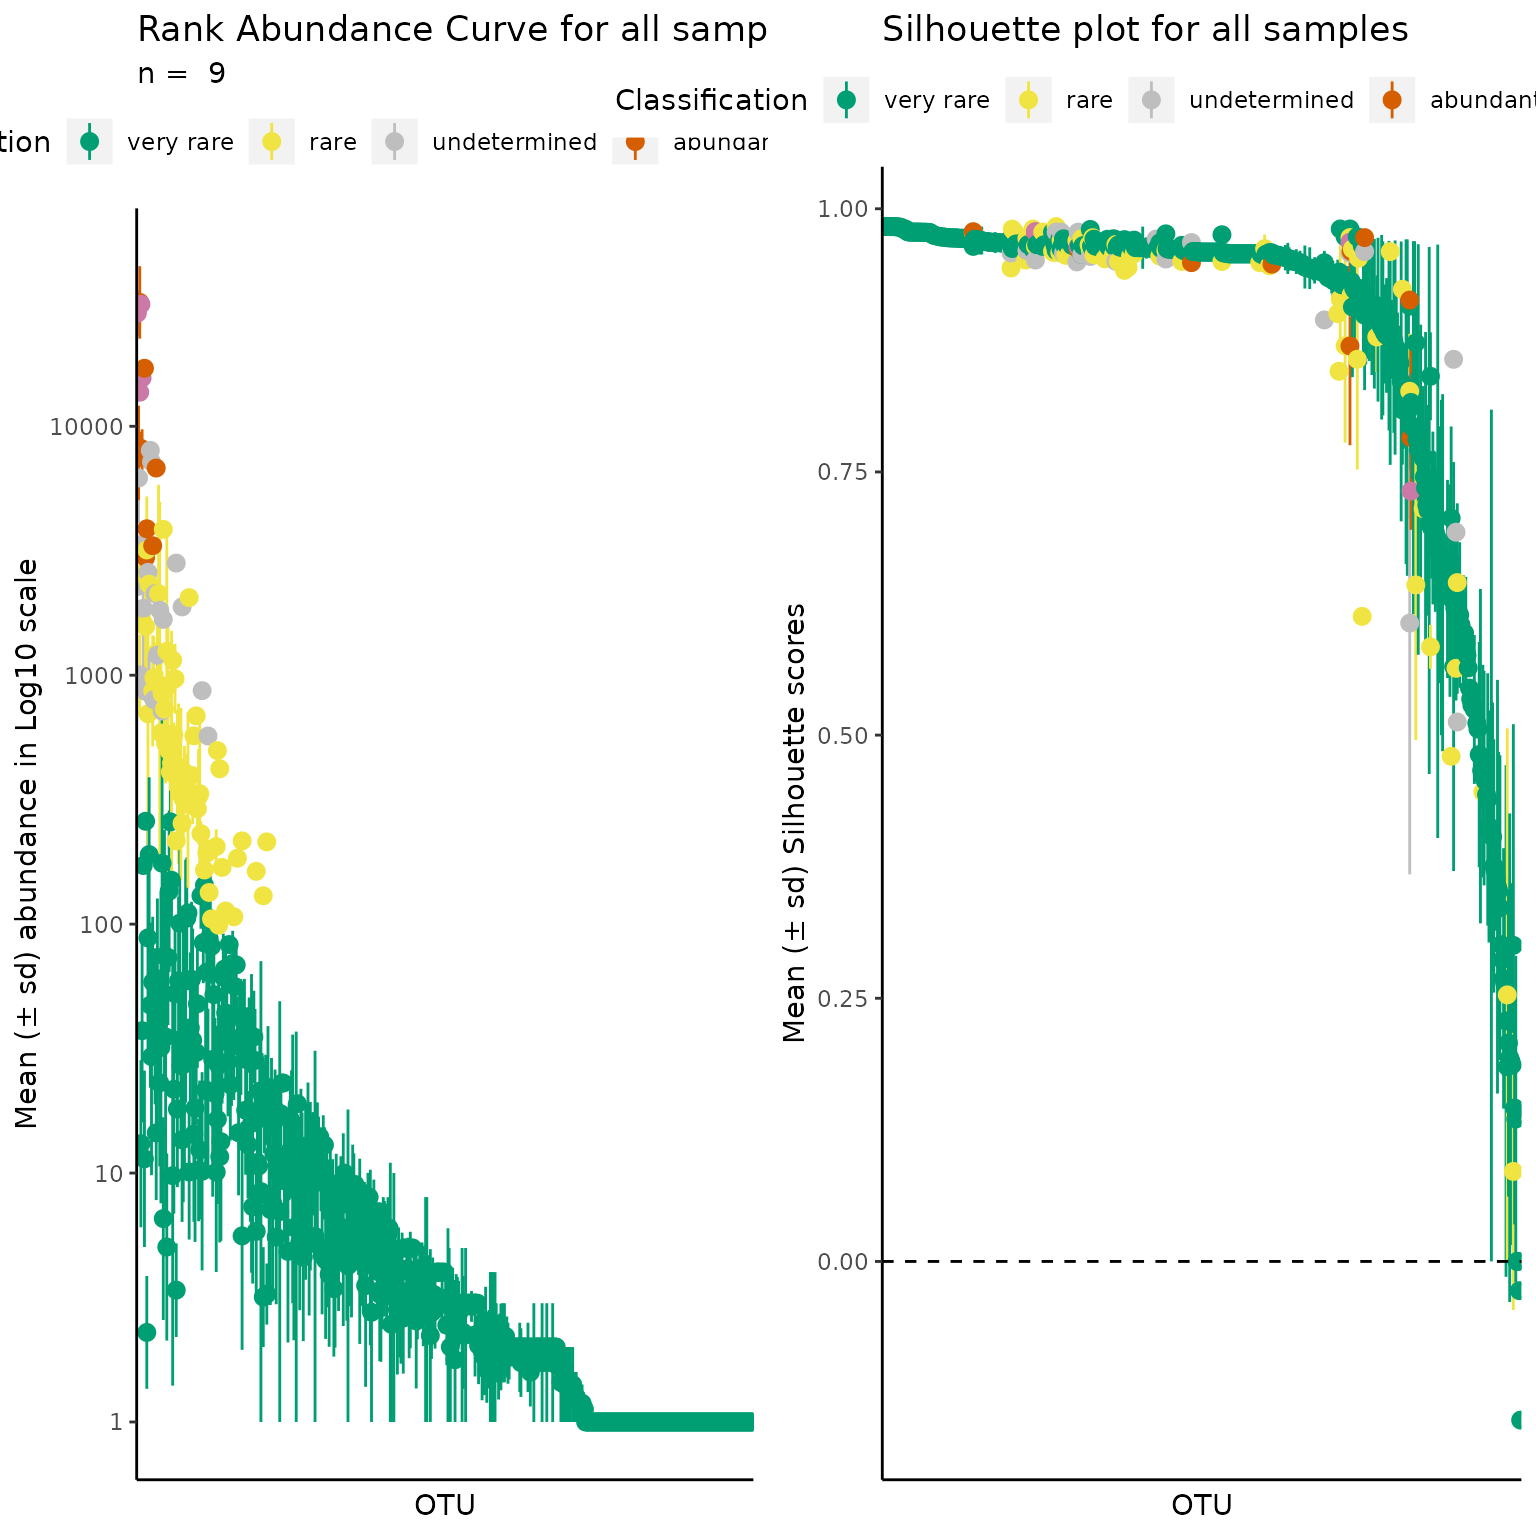 Rank Abundance Curve for all samp
n = 9
tion very rare rare undetermined abundar
10000
1000
100
10
1
Mean (± sd) abundance in Log10 scale
OTU
Silhouette plot for all samples
Classification very rare rare undetermined abundant
1.00
0.75
0.50
0.25
0.00
Mean (± sd) Silhouette scores
OTU